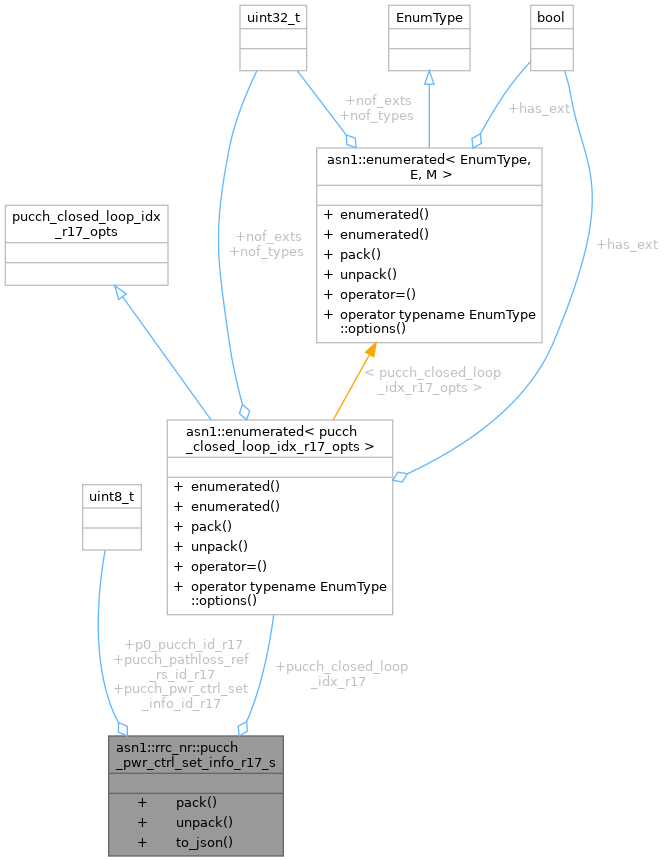 uint32_t
EnumType
bool
+nof_exts
+nof_types
+has_ext
asn1::enumerated< EnumType,
E, M >
+ enumerated()
+ enumerated()
+ pack()
+ unpack()
+ operator=()
+ operator typename EnumType
::options()
pucch_closed_loop_idx
_r17_opts
+nof_exts
+nof_types
+has_ext
< pucch_closed_loop
_idx_r17_opts >
asn1::enumerated< pucch
_closed_loop_idx_r17_opts >
+ enumerated()
+ enumerated()
+ pack()
+ unpack()
+ operator=()
+ operator typename EnumType
::options()
uint8_t
+p0_pucch_id_r17
+pucch_pathloss_ref
_rs_id_r17
+pucch_pwr_ctrl_set
_info_id_r17
+pucch_closed_loop
_idx_r17
asn1::rrc_nr::pucch
_pwr_ctrl_set_info_r17_s
+ pack()
+ unpack()
+ to_json()